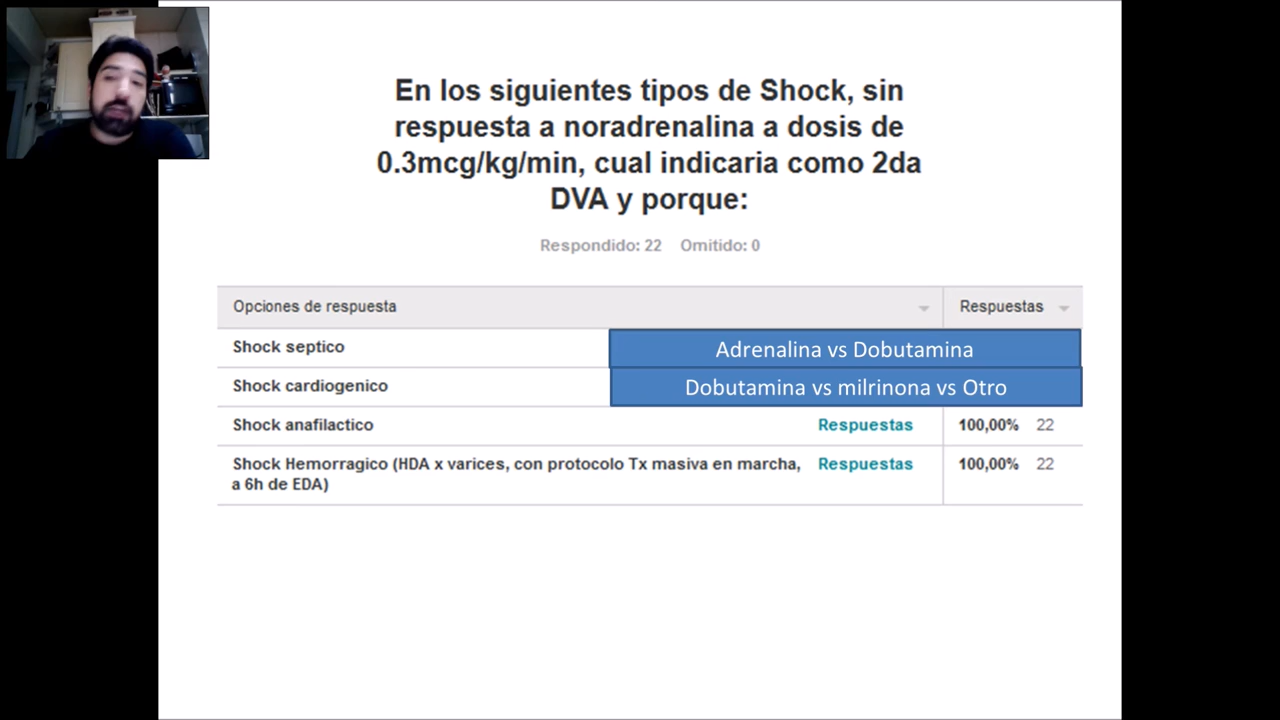 En los siguientes tipos de Shock, sin
respuesta a noradrenalina a dosis de
0.3mcg/kg/min, cual indicaria como 2da
DVA y porque:
Respondido: 22 Omitido: 0
Opciones de respuesta Respuestas
Shock septico Adrenalina vs Dobutamina
Shock cardiogenico Dobutamina vs milrinona vs Otro
Shock anafilactico Respuestas 100,00% 22
Shock Hemorragico (HDA x varices, con protocolo Tx masiva en marcha, Respuestas 100,00% 22
a 6h de EDA)